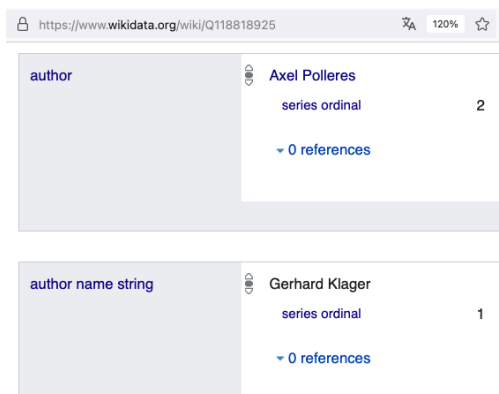 https://www.wikidata.org/wiki/Q118818925 120%
author Axel Polleres
series ordinal 2
0 references
author name string Gerhard Klager
series ordinal 1
0 references